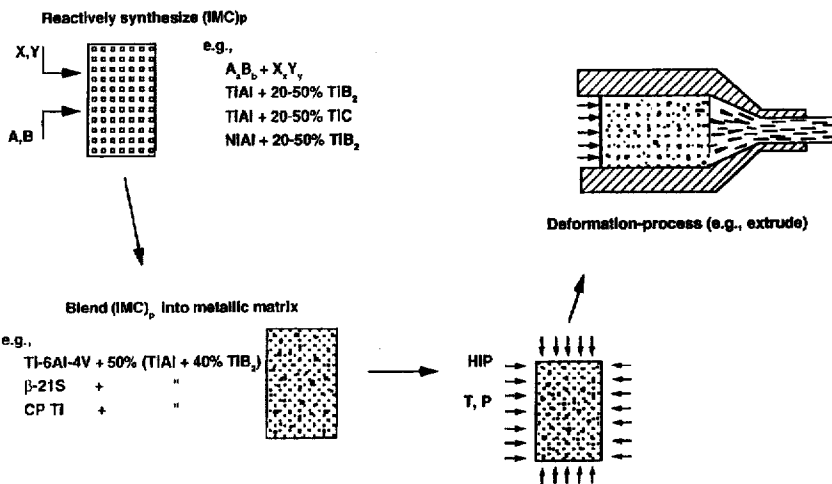 Reactively synthesize (IMC)p
X,Y
A,B
e.g.,
AaBb + XxYy
TiAl + 20-50% TiB2
TiAl + 20-50% TiC
NiAl + 20-50% TiB2
Deformation-process (e.g., extrude)
Blend (IMC)p into metallic matrix
e.g.,
Ti-6Al-4V + 50% (TiAl + 40% TiB2)
β-21S + "
CP Ti + "
HIP
T, P